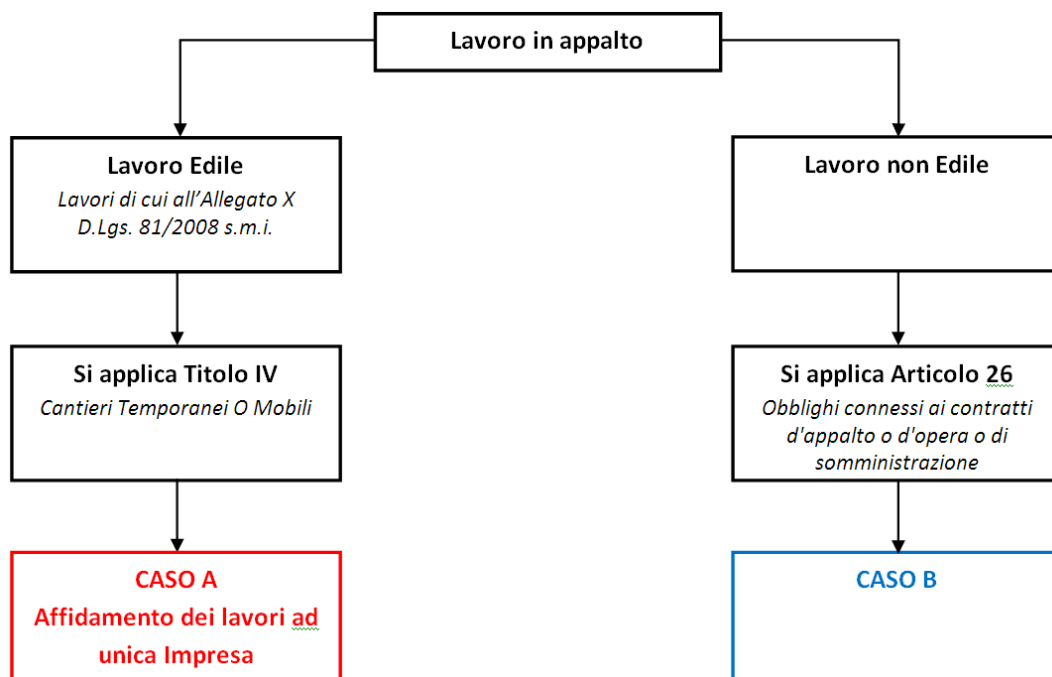 Lavoro in appalto
Lavoro Edile
Lavori di cui all'Allegato X
D.Lgs. 81/2008 s.m.i.
Lavoro non Edile
Si applica Titolo IV
Cantieri Temporanei O Mobili
Si applica Articolo 26
Obblighi connessi ai contratti
d'appalto o d'opera o di
somministrazione
CASO A
Affidamento dei lavori ad
unica Impresa
CASO B